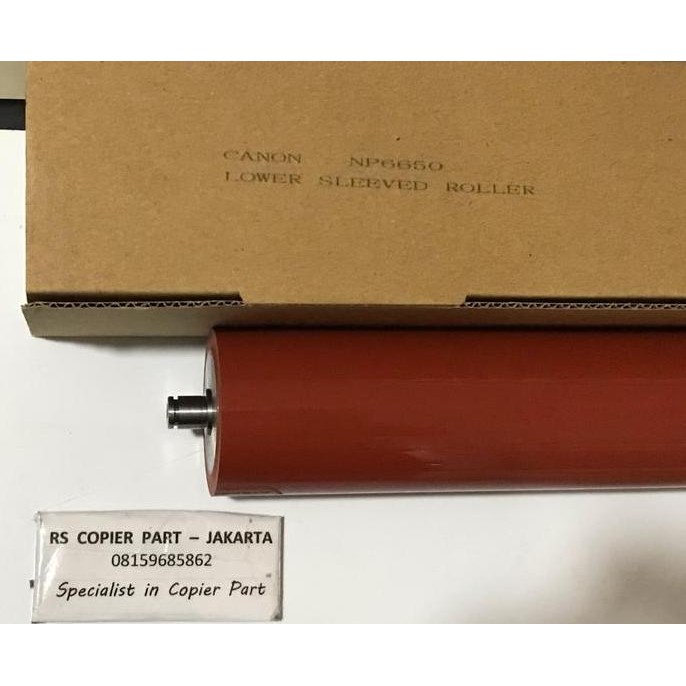 CANON NP6650
LOWER SLEEVED ROLLER
RS COPIER PART – JAKARTA
08159685862
Specialist in Copier Part